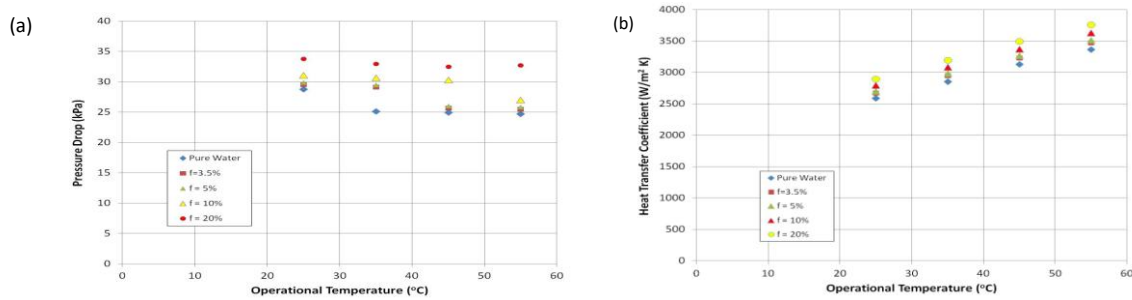 (a)
Pressure Drop (kPa)
40
35
30
25
20
15
10
5
0
Pure Water
f=3.5%
f = 5%
f = 10%
f = 20%
0 10 20 30 40 50 60
Operational Temperature (°C)
(b)
Heat Transfer Coefficient (W/m² K)
4000
3500
3000
2500
2000
1500
1000
500
0
Pure Water
f=3.5%
f = 5%
f = 10%
f = 20%
0 10 20 30 40 50 60
Operational Temperature (°C)